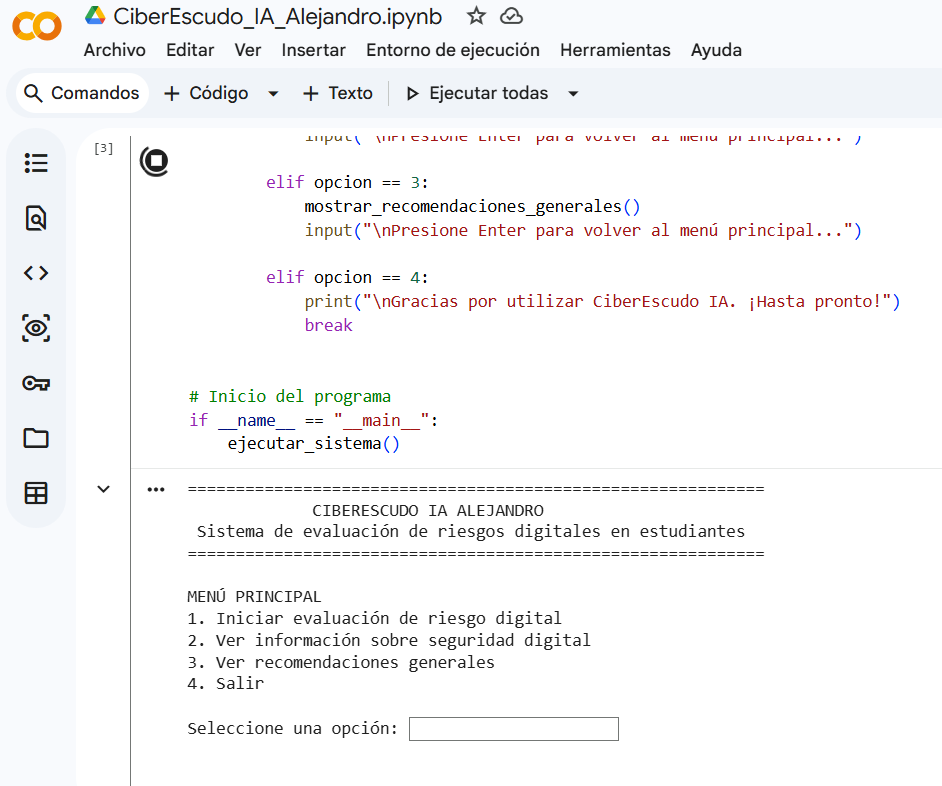 CiberEscudo_IA_Alejandro.ipynb
Archivo Editar Ver Insertar Entorno de ejecución Herramientas Ayuda
Comandos + Código + Texto Ejecutar todas
[3]
input("\nPresione Enter para volver al menú principal...")
elif opcion == 3:
mostrar_recomendaciones_generales()
input("\nPresione Enter para volver al menú principal...")
elif opcion == 4:
print("\nGracias por utilizar CiberEscudo IA. ¡Hasta pronto!")
break
# Inicio del programa
if __name__ == "__main__":
ejecutar_sistema()
============================================================
CIBERESCUDO IA ALEJANDRO
Sistema de evaluación de riesgos digitales en estudiantes
============================================================
MENÚ PRINCIPAL
1. Iniciar evaluación de riesgo digital
2. Ver información sobre seguridad digital
3. Ver recomendaciones generales
4. Salir
Seleccione una opción: